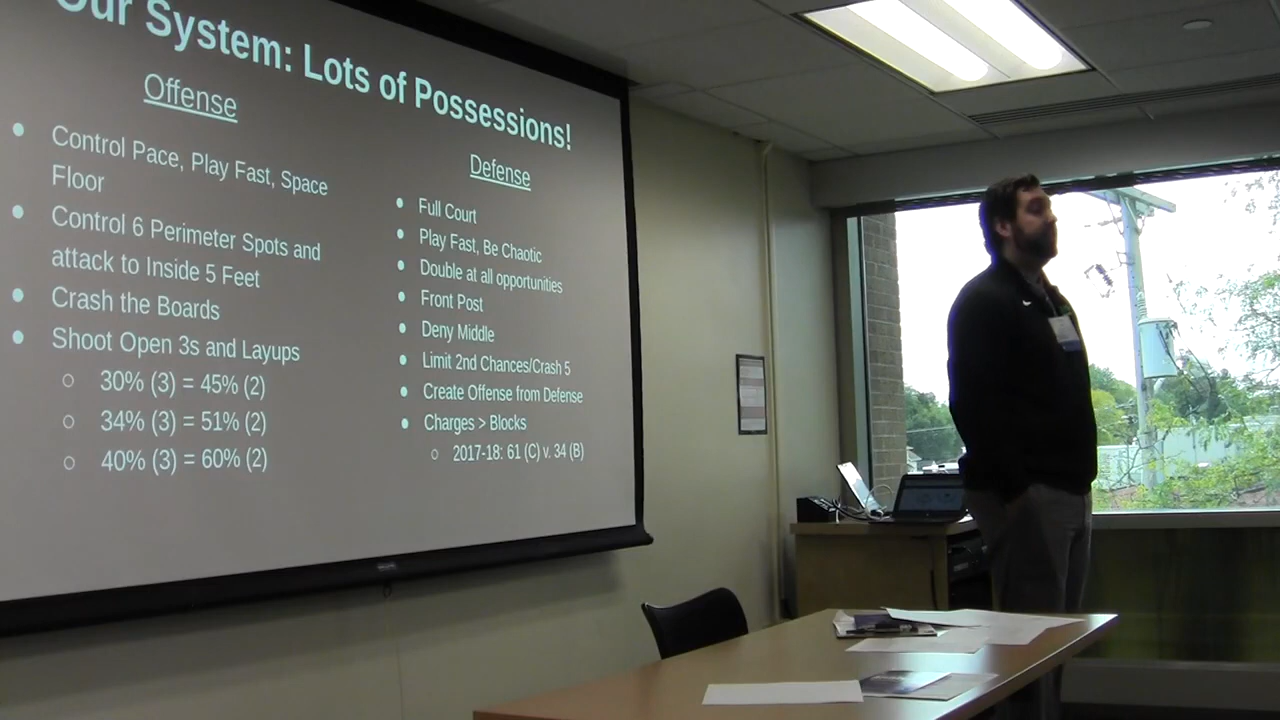 Our System: Lots of Possessions!
Offense
Control Pace, Play Fast, Space
Floor
Control 6 Perimeter Spots and
attack to Inside 5 Feet
Crash the Boards
Shoot Open 3s and Layups
30% (3) = 45% (2)
34% (3) = 51% (2)
40% (3) = 60% (2)
Defense
Full Court
Play Fast, Be Chaotic
Double at all opportunities
Front Post
Deny Middle
Limit 2nd Chances/Crash 5
Create Offense from Defense
Charges > Blocks
2017-18: 61 (C) v. 34 (B)